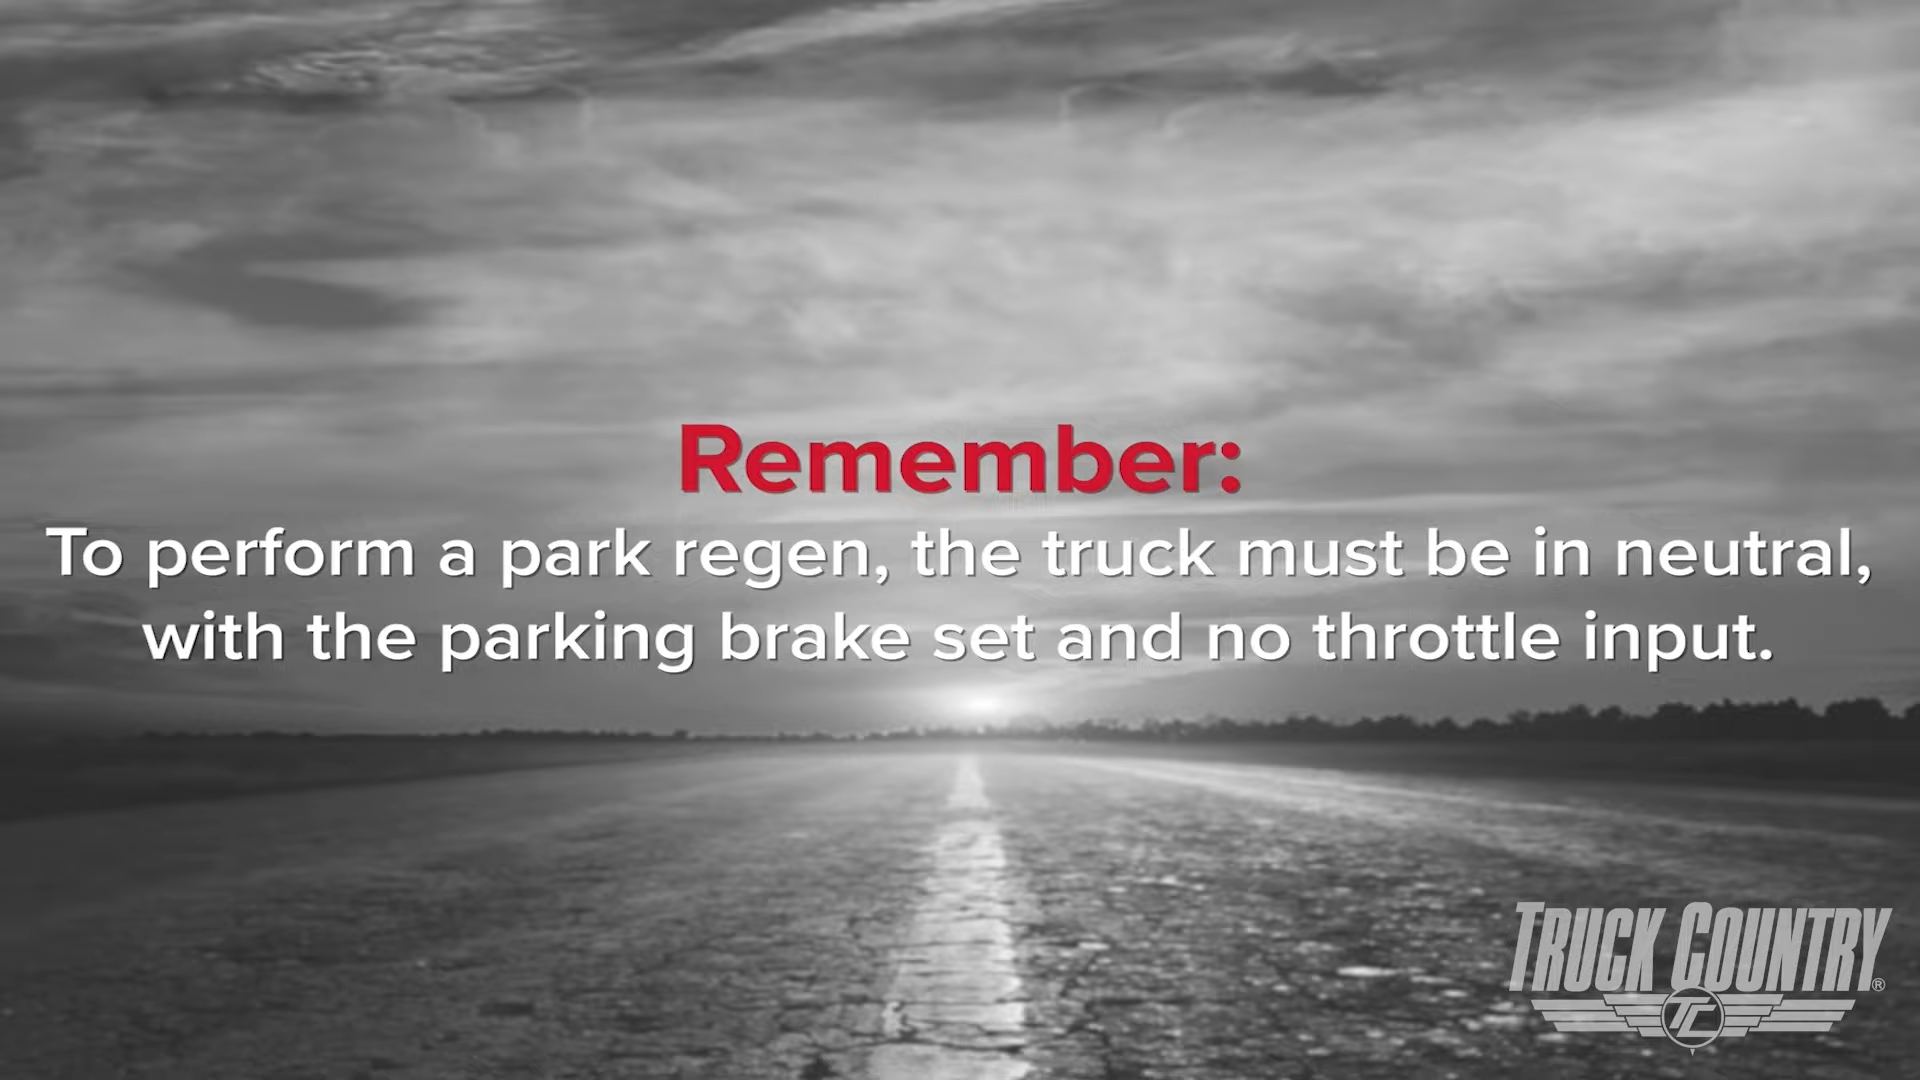 Remember:
To perform a park regen, the truck must be in neutral,
with the parking brake set and no throttle input.
TRUCK COUNTRY®
TC